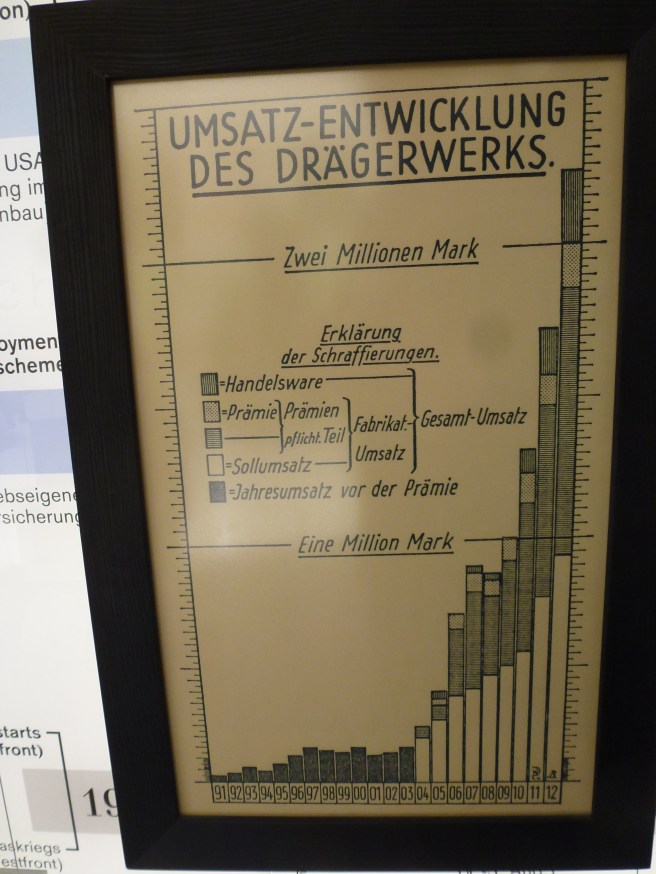 UMSATZ-ENTWICKLUNG
DES DRÄGERWERKS.
Zwei Millionen Mark
Erklärung
der Schraffierungen.
=Handelsware
=Prämie
Prämien
pflicht. Teil
Fabrikat-
Umsatz
Gesamt-Umsatz
=Sollumsatz
=Jahresumsatz vor der Prämie
Eine Million Mark
91 92 93 94 95 96 97 98 99 00 01 02 03 04 05 06 07 08 09 10 11 12
on)
USA
ng im
nbau
oymen
scheme
ebseigene
rsicherung
starts
front)
19
askriegs
estfront)